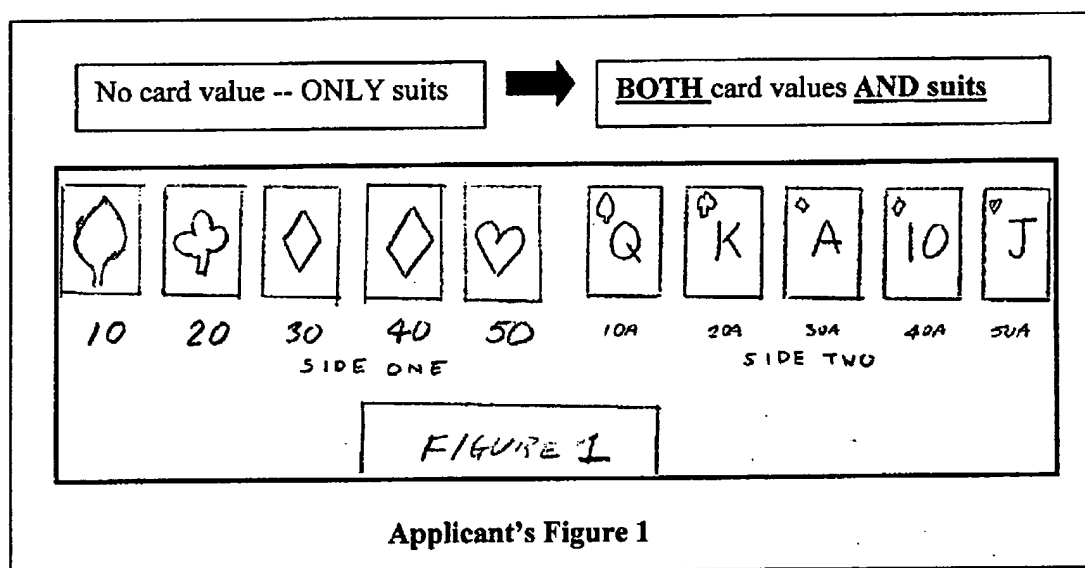 No card value -- ONLY suits
BOTH card values AND suits
Q K A 10 J
10 20 30 40 50 10A 20A 30A 40A 50A
SIDE ONE SIDE TWO
FIGURE 1
Applicant's Figure 1